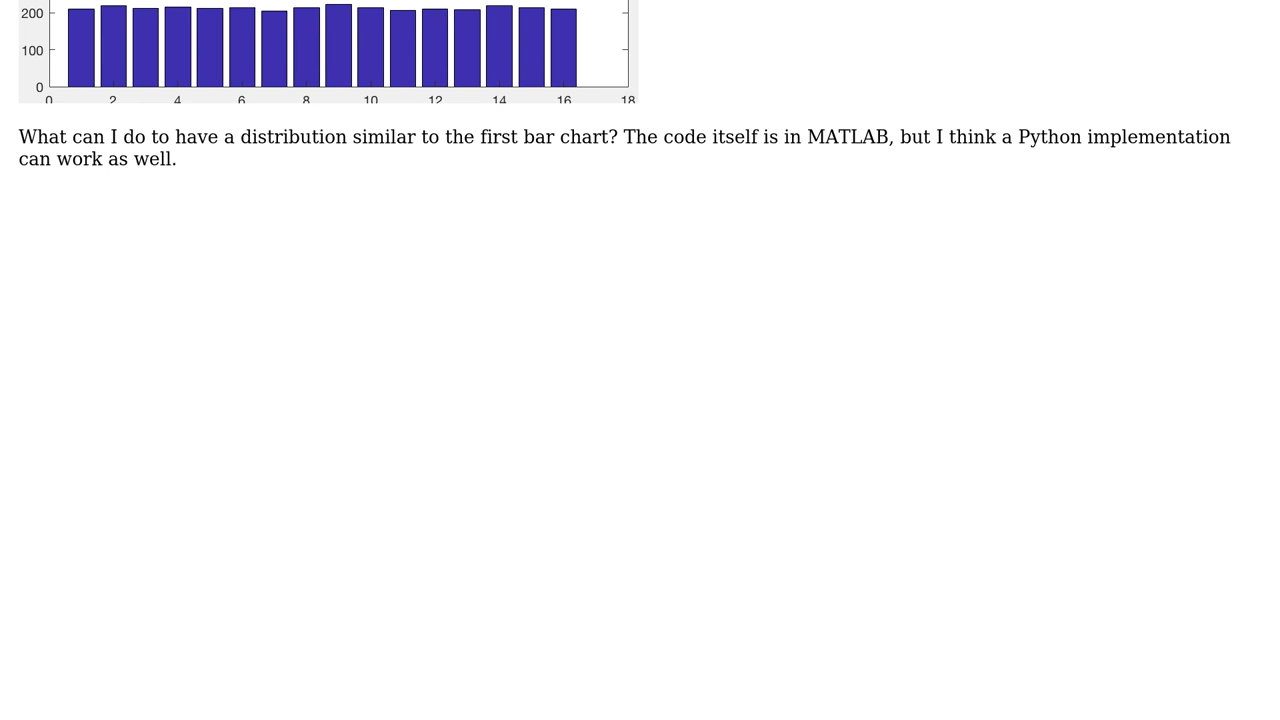 200
100
0
0 2 4 6 8 10 12 14 16 18
What can I do to have a distribution similar to the first bar chart? The code itself is in MATLAB, but I think a Python implementation
can work as well.